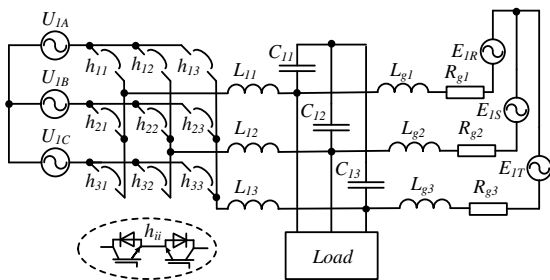 U1A
h11 h12 h13
C11
E1R
L11 Lg1 Rg1
U1B
h21 h22 h23
C12
E1S
L12 Lg2 Rg2
U1C
h31 h32 h33
C13
E1T
L13 Lg3 Rg3
hii
Load